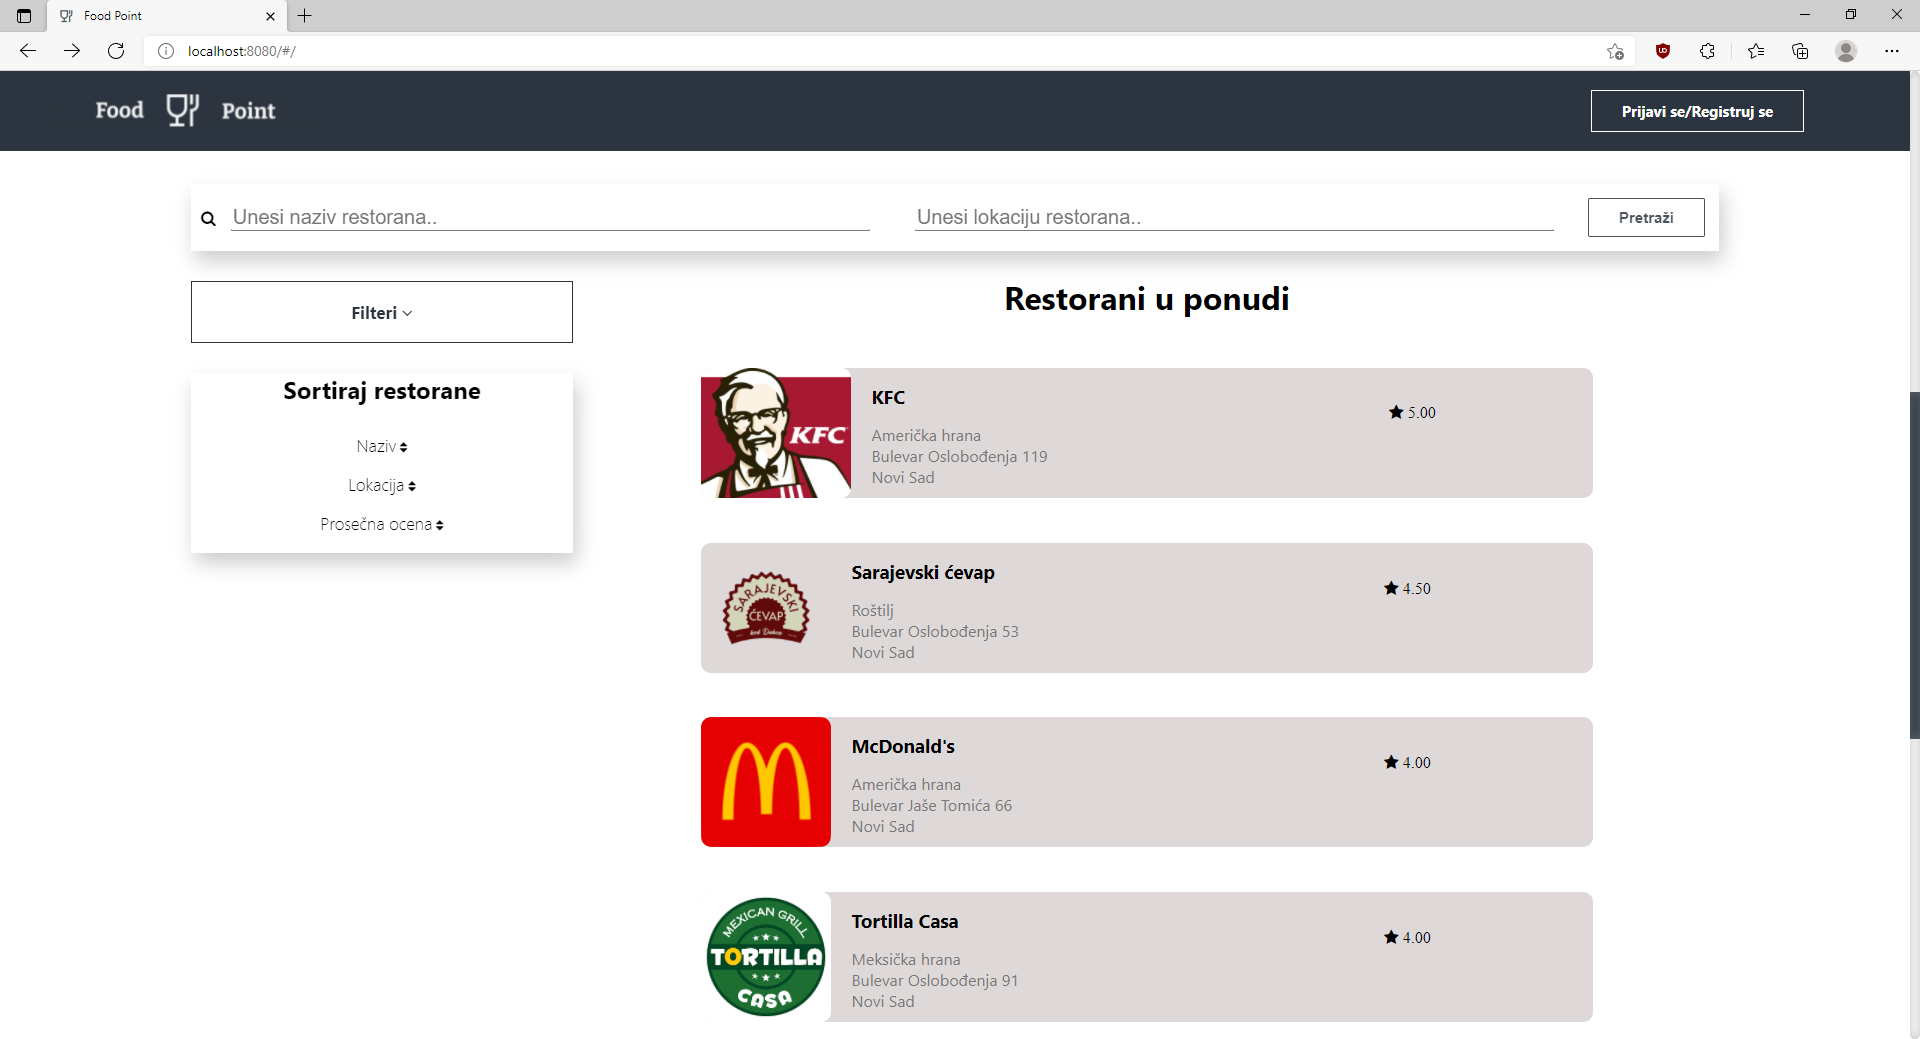 Food Point
localhost:8080/#/
Food Point
Prijavi se/Registruj se
Unesi naziv restorana..
Unesi lokaciju restorana..
Pretraži
Filteri
Restorani u ponudi
Sortiraj restorane
Naziv
Lokacija
Prosečna ocena
KFC
KFC
5.00
Američka hrana
Bulevar Oslobođenja 119
Novi Sad
SARAJEVSKI
ĆEVAP
Sarajevski ćevap
4.50
Roštilj
Bulevar Oslobođenja 53
Novi Sad
McDonald's
4.00
Američka hrana
Bulevar Jaše Tomića 66
Novi Sad
MEXICAN GRILL
TORTILLA
CASA
Tortilla Casa
4.00
Meksička hrana
Bulevar Oslobođenja 91
Novi Sad